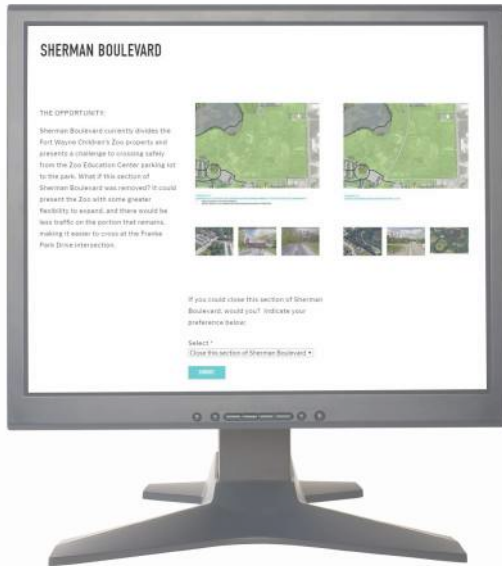 SHERMAN BOULEVARD
THE OPPORTUNITY:
Sherman Boulevard currently divides the
Fort Wayne Children's Zoo property and
presents a challenge to crossing safely
from the Zoo Education Center parking lot
to the park. What if this section of
Sherman Boulevard was removed? It could
present the Zoo with some greater
flexibility to expand, and there would be
less traffic on the portion that remains,
making it easier to cross at the Franke
Park Drive intersection.
If you could close this section of Sherman
Boulevard, would you? Indicate your
preference below:
Select *
Close this section of Sherman Boulevard
SUBMIT